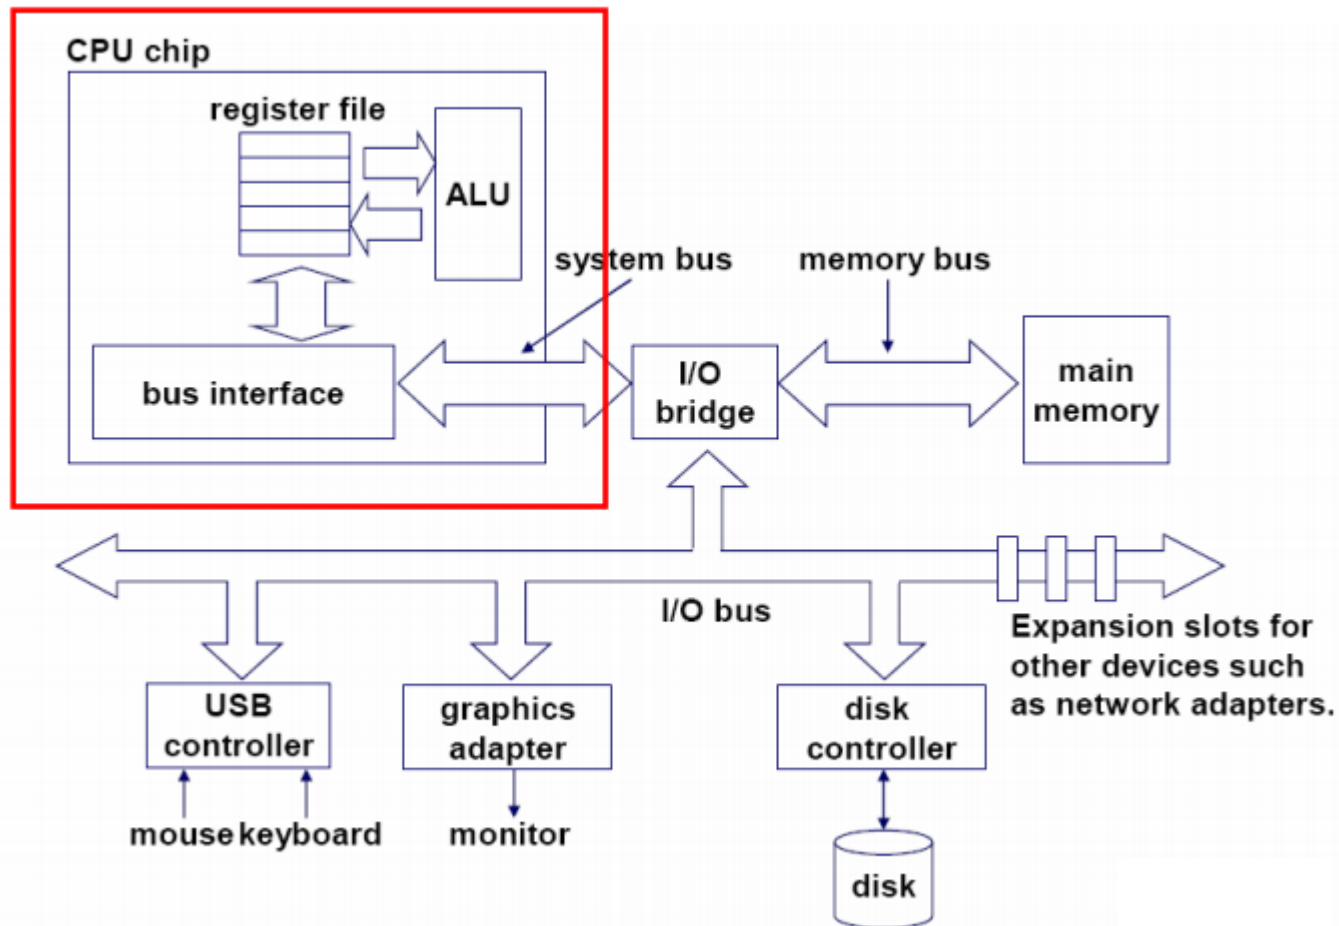 CPU chip
register file
ALU
system bus
memory bus
bus interface
I/O
bridge
main
memory
I/O bus
Expansion slots for
other devices such
as network adapters.
USB
controller
graphics
adapter
disk
controller
mouse keyboard
monitor
disk